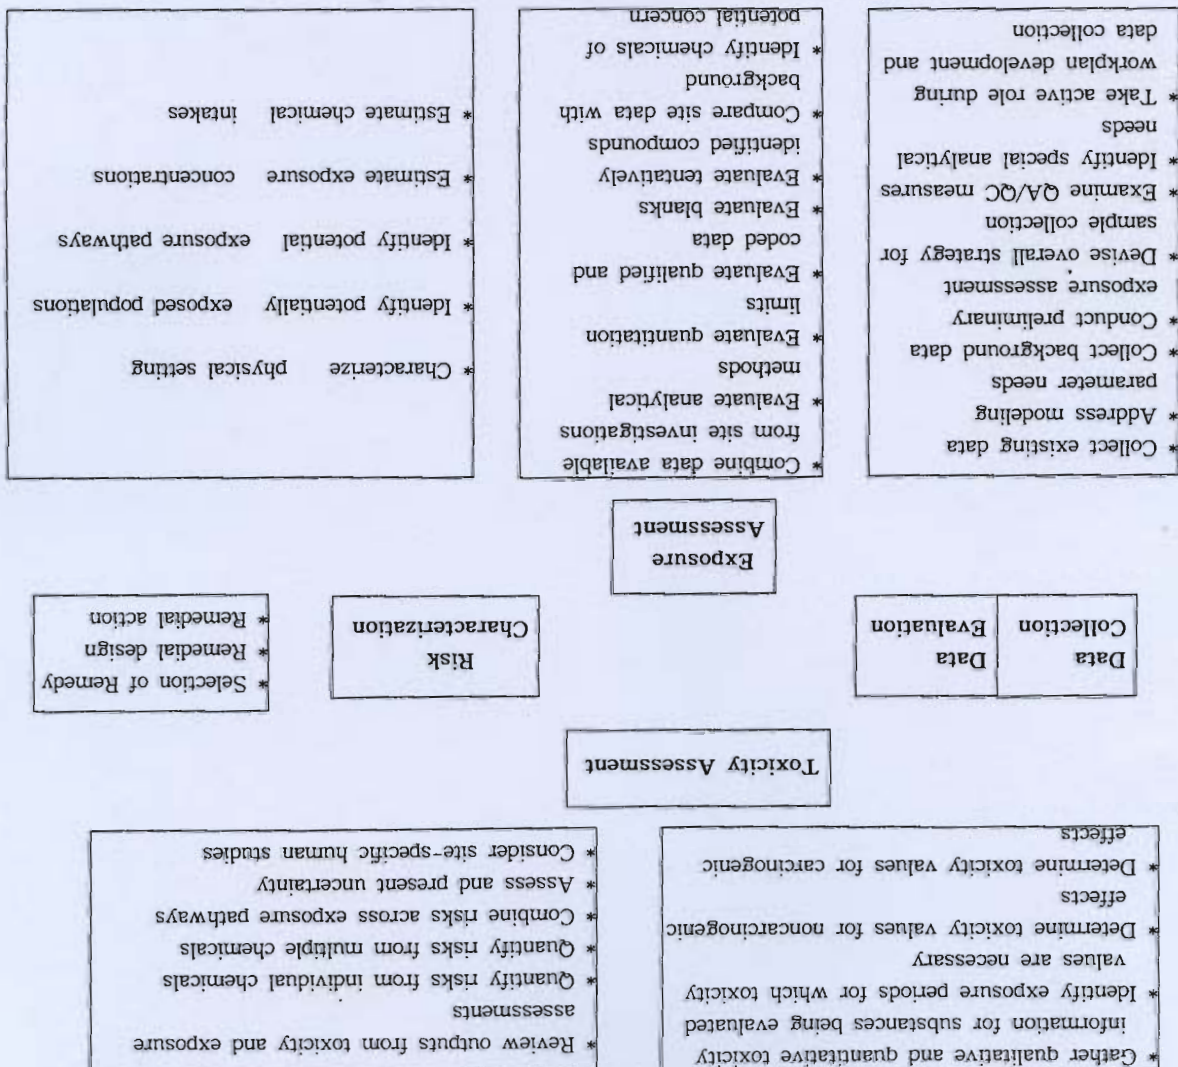 * Gather qualitative and quantitative toxicity
information for substances being evaluated
* Identify exposure periods for which toxicity
values are necessary
* Determine toxicity values for noncarcinogenic
effects
* Determine toxicity values for carcinogenic
effects
* Review outputs from toxicity and exposure
assessments
* Quantify risks from individual chemicals
* Quantify risks from multiple chemicals
* Combine risks across exposure pathways
* Assess and present uncertainty
* Consider site-specific human studies
Toxicity Assessment
Data
Collection
Data
Evaluation
Risk
Characterization
* Selection of Remedy
* Remedial design
* Remedial action
Exposure
Assessment
* Collect existing data
* Address modeling
parameter needs
* Collect background data
* Conduct preliminary
exposure assessment
* Devise overall strategy for
sample collection
* Examine QA/QC measures
* Identify special analytical
needs
* Take active role during
workplan development and
data collection
* Combine data available
from site investigations
* Evaluate analytical
methods
* Evaluate quantitation
limits
* Evaluate qualified and
coded data
* Evaluate blanks
* Evaluate tentatively
identified compounds
* Compare site data with
background
* Identify chemicals of
potential concern
* Characterize physical setting
* Identify potentially exposed populations
* Identify potential exposure pathways
* Estimate exposure concentrations
* Estimate chemical intakes